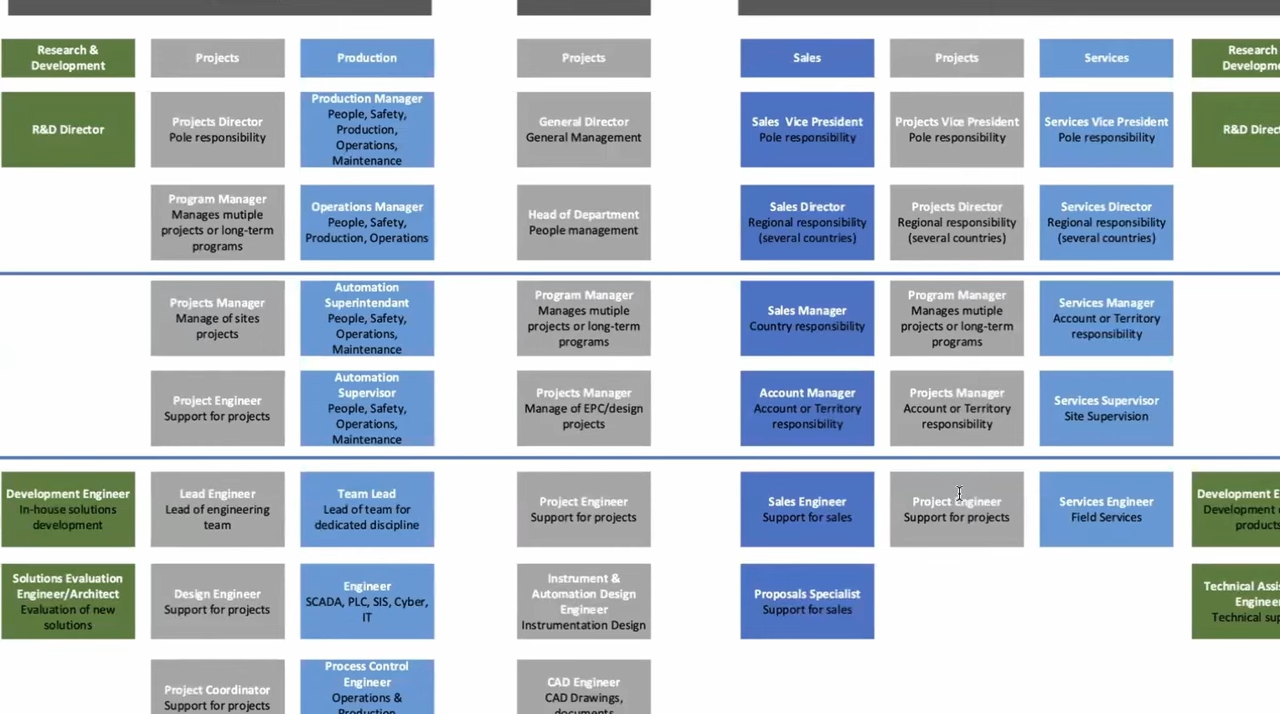 Research &
Development
Projects
Production
Projects
Sales
Projects
Services
Research
R&D Director
Projects Director
Pole responsibility
Production Manager
People, Safety,
Production,
Operations,
Maintenance
General Director
General Management
Sales Vice President
Pole responsibility
Projects Vice President
Pole responsibility
Services Vice President
Pole responsibility
R&D
Program Manager
Manages mutiple
projects or long-term
programs
Operations Manager
People, Safety,
Production, Operations
Head of Department
People management
Sales Director
Regional responsibility
(several countries)
Projects Director
Regional responsibility
(several countries)
Services Director
Regional responsibility
(several countries)
Projects Manager
Manage of sites
projects
Automation
Superintendant
People, Safety,
Operations,
Maintenance
Program Manager
Manages mutiple
projects or long-term
programs
Sales Manager
Country responsibility
Program Manager
Manages mutiple
projects or long-term
programs
Services Manager
Account or Territory
responsibility
Project Engineer
Support for projects
Automation
Supervisor
People, Safety,
Operations,
Maintenance
Projects Manager
Manage of EPC/design
projects
Account Manager
Account or Territory
responsibility
Projects Manager
Account or Territory
responsibility
Services Supervisor
Site Supervision
Development Engineer
In-house solutions
development
Lead Engineer
Lead of engineering
team
Team Lead
Lead of team for
dedicated discipline
Project Engineer
Support for projects
Sales Engineer
Support for sales
Project Engineer
Support for projects
Services Engineer
Field Services
Development
Development
products
Solutions Evaluation
Engineer/Architect
Evaluation of new
solutions
Design Engineer
Support for projects
Engineer
SCADA, PLC, SIS, Cyber,
IT
Instrument &
Automation Design
Engineer
Instrumentation Design
Proposals Specialist
Support for sales
Technical
Engineer
Technical
Project Coordinator
Support for projects
Process Control
Engineer
Operations &
Production
CAD Engineer
CAD Drawings,
documents